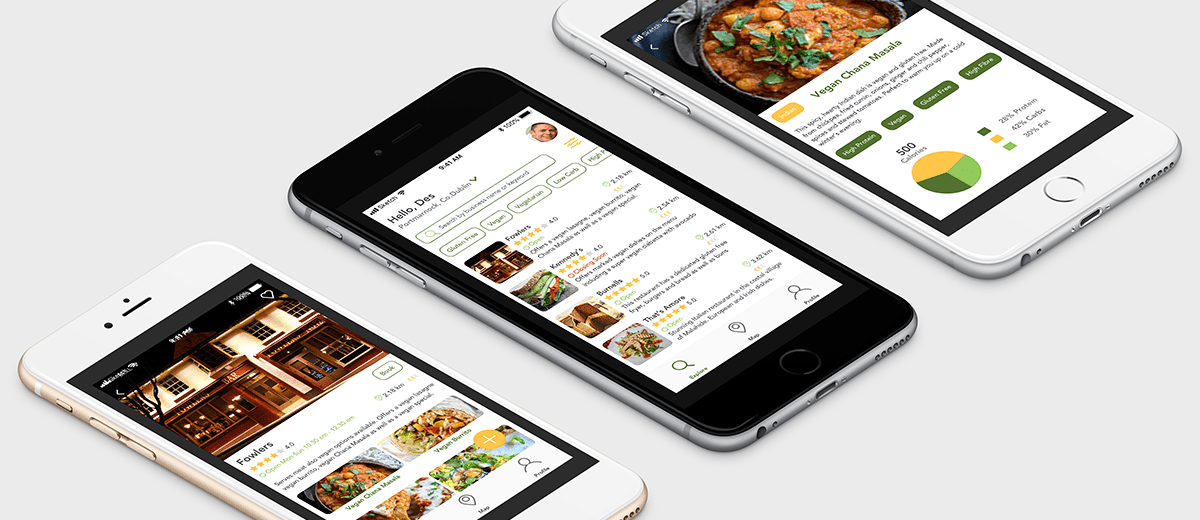 Sketch
9:41 AM
100%
Book
Fowlers
4.0
2.18 km
€€
Open Mon-Sun 10:30 am - 12:30 am
Serves meat, also vegan options available. Offers a vegan lasagne,
vegan burrito, vegan Chana Masala as well as a vegan special.
BAR
Vegan Chana Masala
Vegan Burrito
Map
Profile
Sketch
9:41 AM
100%
Hello, Des
Portmarnock, Co.Dublin
Search by business name or keyword
Gluten Free
Vegan
Vegetarian
Low Carb
High P
Fowlers
4.0
2.18 km
€€
Open
Offers a vegan lasagne, vegan burrito, vegan
Chana Masala as well as a vegan special.
Kennedy's
4.0
2.54 km
Closing Soon
Offers marked vegan dishes on the menu
including a super vegan ciabatta with avocado
Burnells
5.0
2.61 km
Open
This restaurant has a dedicated gluten free
fryer, burgers and bread as well as buns
That's Amore
5.0
3.62 km
Open
Stunning Italian restaurant in the costal village
of Malahide. European and Irish dishes.
Explore
Map
Profile
Sketch
Vegan Chana Masala
Indian
This spicy, hearty Indian dish is vegan and gluten free. Made
from chickpea, fried cumin, onions, ginger and chili pepper,
spices and stewed tomatoes. Perfect to warm you up on a cold
winter's evening.
High Protein
Vegan
Gluten Free
High Fibre
500
Calories
28% Protein
42% Carbs
30% Fat